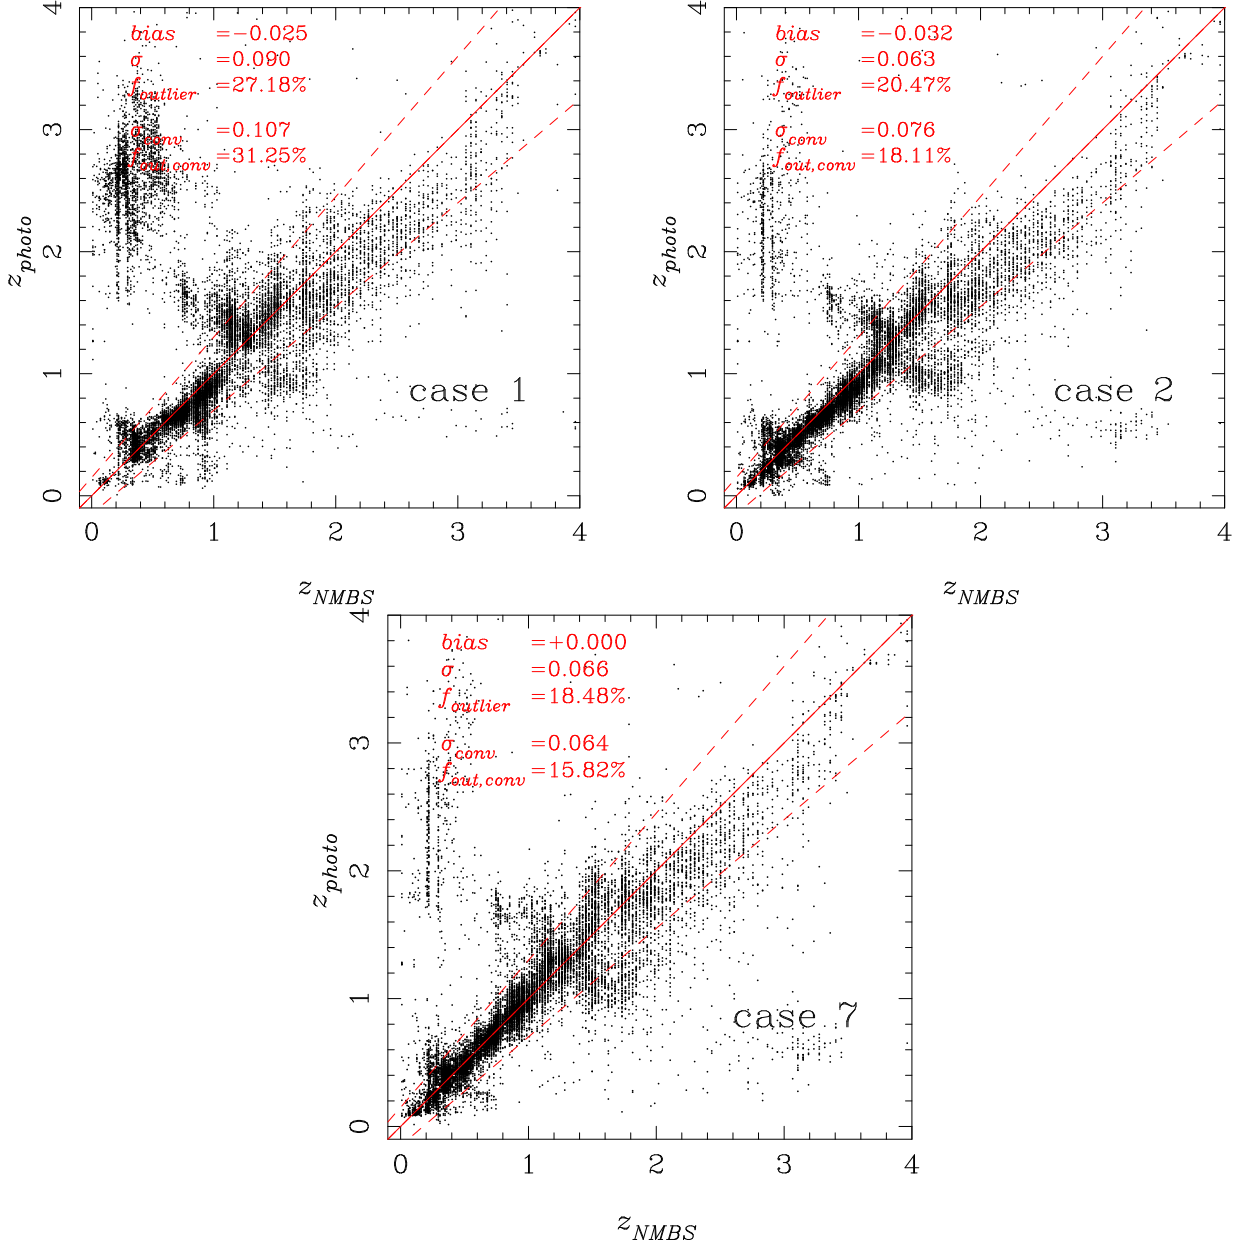 bias =−0.025
σ =0.090
f_outlier =27.18%
σ_conv =0.107
f_out,conv =31.25%
case 1
z_photo
0 1 2 3 4
0 1 2 3 4
z_NMBS
bias =−0.032
σ =0.063
f_outlier =20.47%
σ_conv =0.076
f_out,conv =18.11%
case 2
z_photo
0 1 2 3 4
0 1 2 3 4
z_NMBS
bias =+0.000
σ =0.066
f_outlier =18.48%
σ_conv =0.064
f_out,conv =15.82%
case 7
z_photo
0 1 2 3 4
0 1 2 3 4
z_NMBS